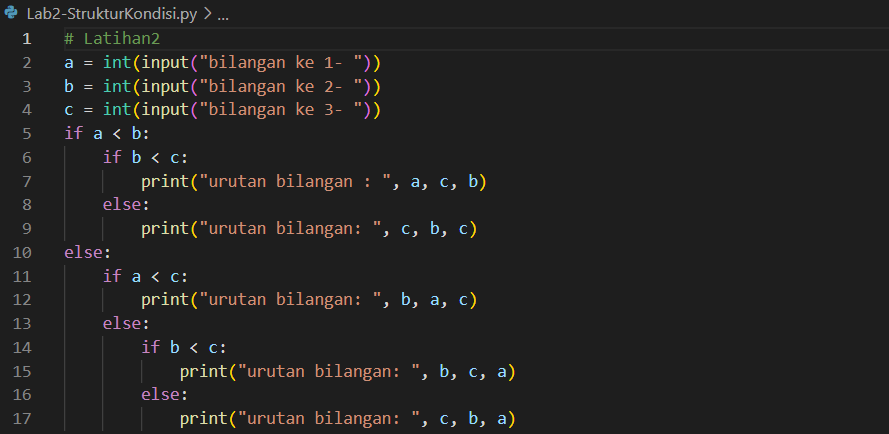 Lab2-StrukturKondisi.py > ...
1 # Latihan2
2 a = int(input("bilangan ke 1- "))
3 b = int(input("bilangan ke 2- "))
4 c = int(input("bilangan ke 3- "))
5 if a < b:
6     if b < c:
7         print("urutan bilangan : ", a, c, b)
8     else:
9         print("urutan bilangan: ", c, b, c)
10 else:
11     if a < c:
12         print("urutan bilangan: ", b, a, c)
13     else:
14         if b < c:
15             print("urutan bilangan: ", b, c, a)
16         else:
17             print("urutan bilangan: ", c, b, a)